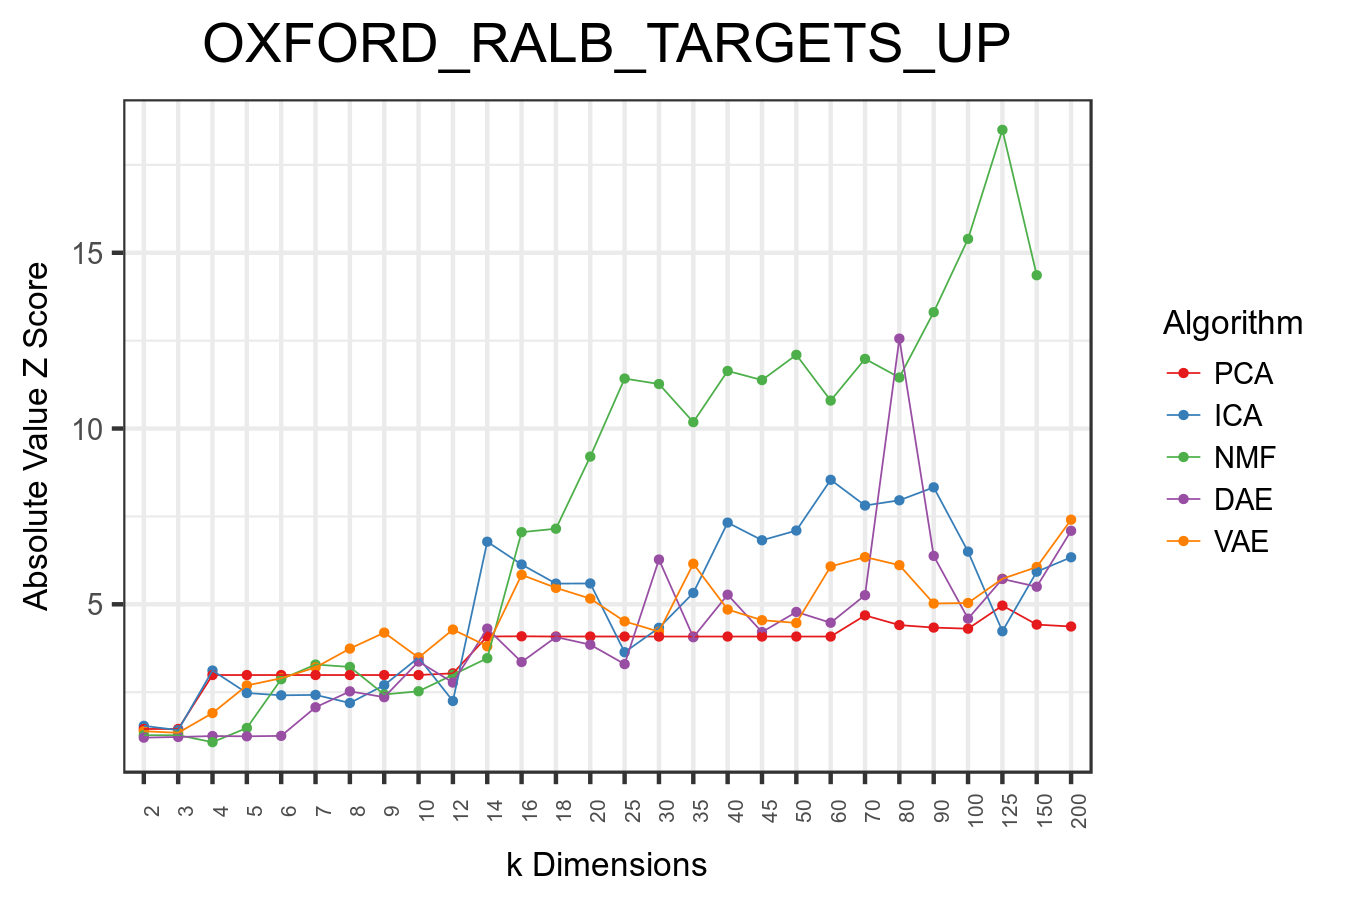 OXFORD_RALB_TARGETS_UP
Absolute Value Z Score
15
10
5
2 3 4 5 6 7 8 9 10 12 14 16 18 20 25 30 35 40 45 50 60 70 80 90 100 125 150 200
k Dimensions
Algorithm
PCA
ICA
NMF
DAE
VAE